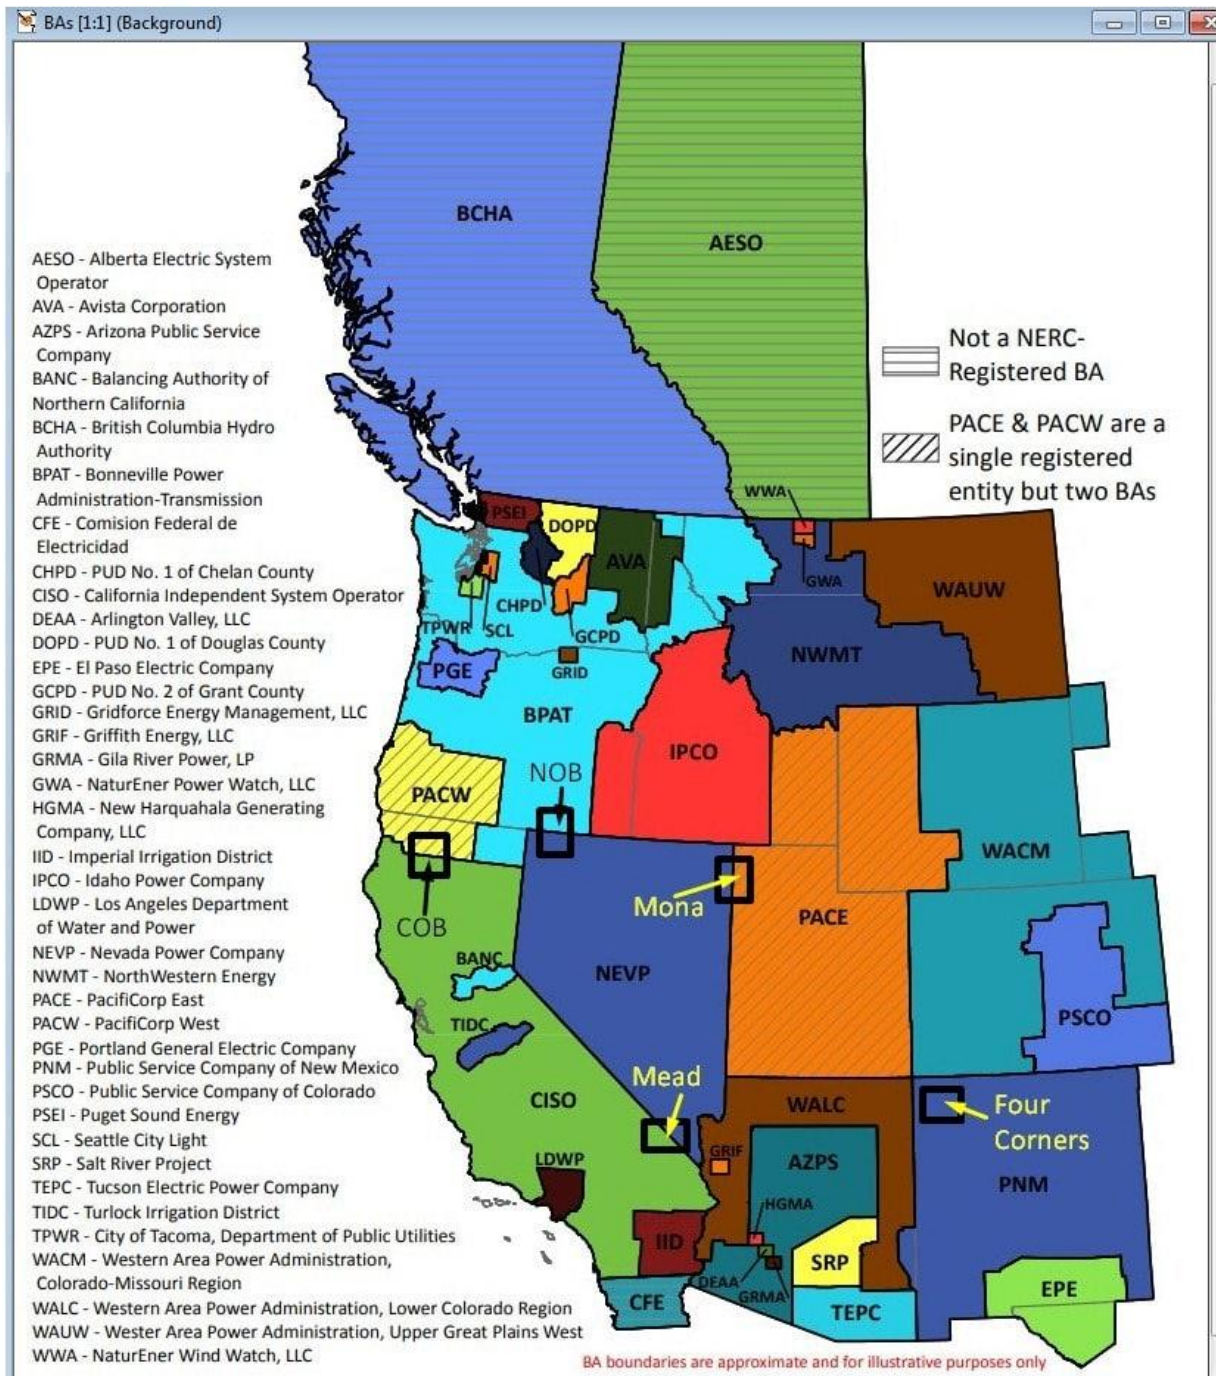 BAs [1:1] (Background)
BCHA
AESO
AESO - Alberta Electric System
Operator
AVA - Avista Corporation
AZPS - Arizona Public Service
Company
BANC - Balancing Authority of
Northern California
BCHA - British Columbia Hydro
Authority
BPAT - Bonneville Power
Administration-Transmission
CFE - Comision Federal de
Electricidad
CHPD - PUD No. 1 of Chelan County
CISO - California Independent System Operator
DEAA - Arlington Valley, LLC
DOPD - PUD No. 1 of Douglas County
EPE - El Paso Electric Company
GCPD - PUD No. 2 of Grant County
GRID - Gridforce Energy Management, LLC
GRIF - Griffith Energy, LLC
GRMA - Gila River Power, LP
GWA - NaturEner Power Watch, LLC
HGMA - New Harquahala Generating
Company, LLC
IID - Imperial Irrigation District
IPCO - Idaho Power Company
LDWP - Los Angeles Department
of Water and Power
NEVP - Nevada Power Company
NWMT - NorthWestern Energy
PACE - PacifiCorp East
PACW - PacifiCorp West
PGE - Portland General Electric Company
PNM - Public Service Company of New Mexico
PSCO - Public Service Company of Colorado
PSEI - Puget Sound Energy
SCL - Seattle City Light
SRP - Salt River Project
TEPC - Tucson Electric Power Company
TIDC - Turlock Irrigation District
TPWR - City of Tacoma, Department of Public Utilities
WACM - Western Area Power Administration,
Colorado-Missouri Region
WALC - Western Area Power Administration, Lower Colorado Region
WAUW - Wester Area Power Administration, Upper Great Plains West
WWA - NaturEner Wind Watch, LLC
Not a NERC-
Registered BA
PACE & PACW are a
single registered
entity but two BAs
WWA
PSEI
DOPD
AVA
GWA
WAUW
CHPD
TPWR
SCL
GCPD
NWMT
PGE
GRID
BPAT
IPCO
NOB
PACW
WACM
Mona
PACE
COB
BANC
NEVP
TIDC
PSCO
Mead
CISO
WALC
Four
Corners
GRIF
LDWP
AZPS
PNM
HGMA
IID
SRP
DEAA
GRMA
EPE
CFE
TEPC
BA boundaries are approximate and for illustrative purposes only